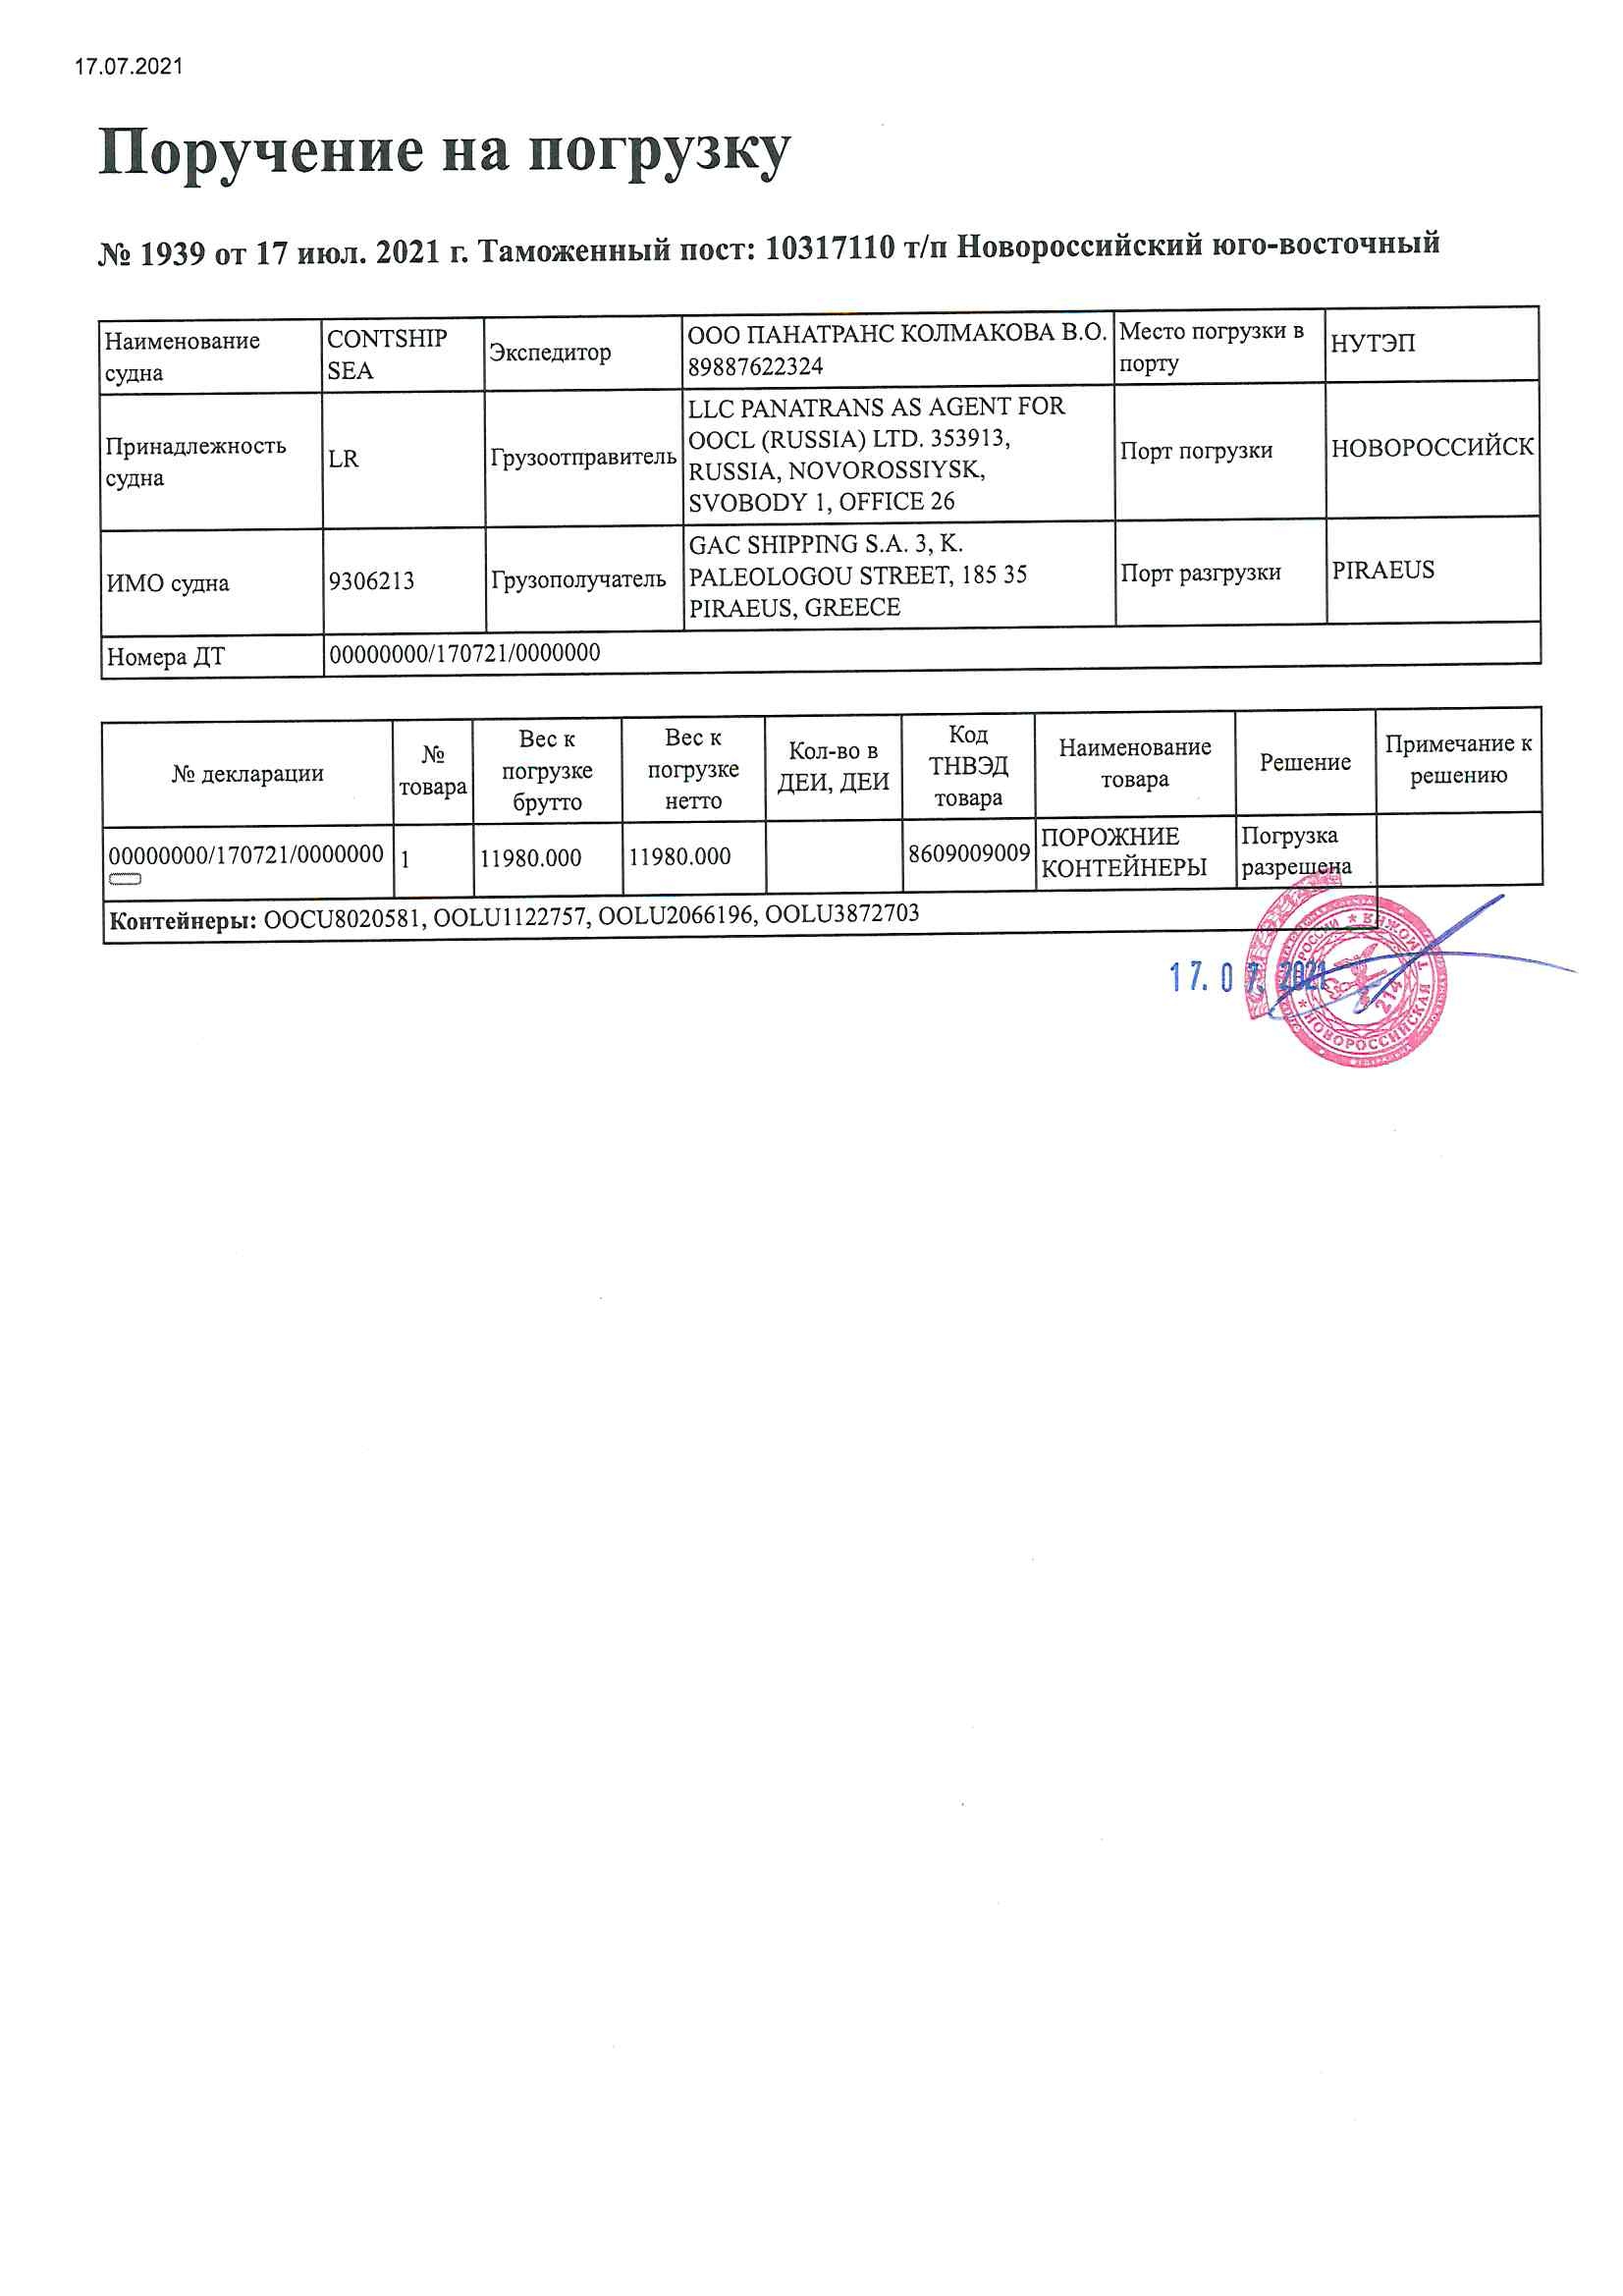 17.07.2021
Поручение на погрузку
№ 1939 от 17 июл. 2021 г. Таможенный пост: 10317110 т/п Новороссийский юго-восточный
Наименование
судна
CONTSHIP
SEA
Экспедитор
ООО ПАНАТРАНС КОЛМАКОВА В.О.
89887622324
Место погрузки в
порту
НУТЭП
Принадлежность
судна
LR
Грузоотправитель
LLC PANATRANS AS AGENT FOR
OOCL (RUSSIA) LTD. 353913,
RUSSIA, NOVOROSSIYSK,
SVOBODY 1, OFFICE 26
Порт погрузки
НОВОРОССИЙСК
ИМО судна
9306213
Грузополучатель
GAC SHIPPING S.A. 3, K.
PALEOLOGOU STREET, 185 35
PIRAEUS, GREECE
Порт разгрузки
PIRAEUS
Номера ДТ
00000000/170721/0000000
№ декларации
№
товара
Вес к
погрузке
брутто
Вес к
погрузке
нетто
Кол-во в
ДЕИ, ДЕИ
Код
ТНВЭД
товара
Наименование
товара
Решение
Примечание к
решению
00000000/170721/0000000
1
11980.000
11980.000
8609009009
ПОРОЖНИЕ
КОНТЕЙНЕРЫ
Погрузка
разрешена
Контейнеры: OOCU8020581, OOLU1122757, OOLU2066196, OOLU3872703
17. 07. 2021
НОВОРОССИЙСКАЯ ТАМОЖНЯ
214